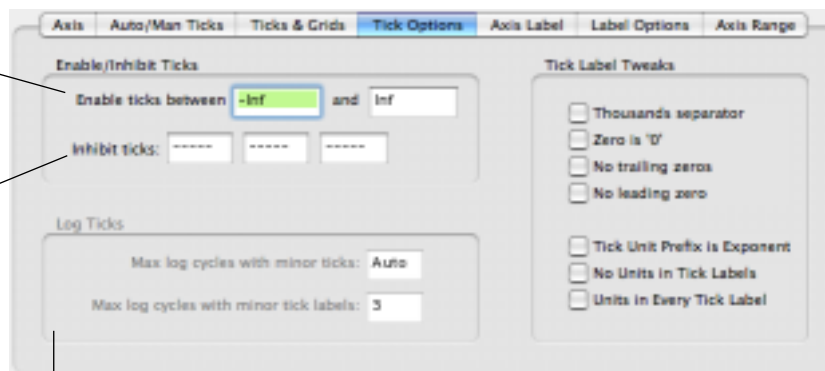 Axis Auto/Man Ticks Ticks & Grids Tick Options Axis Label Label Options Axis Range
Enable/Inhibit Ticks
Enable ticks between -Inf and Inf
Inhibit ticks: ----- ----- -----
Log Ticks
Max log cycles with minor ticks: Auto
Max log cycles with minor tick labels: 3
Tick Label Tweaks
Thousands separator
Zero is '0'
No trailing zeros
No leading zero
Tick Unit Prefix is Exponent
No Units in Tick Labels
Units in Every Tick Label